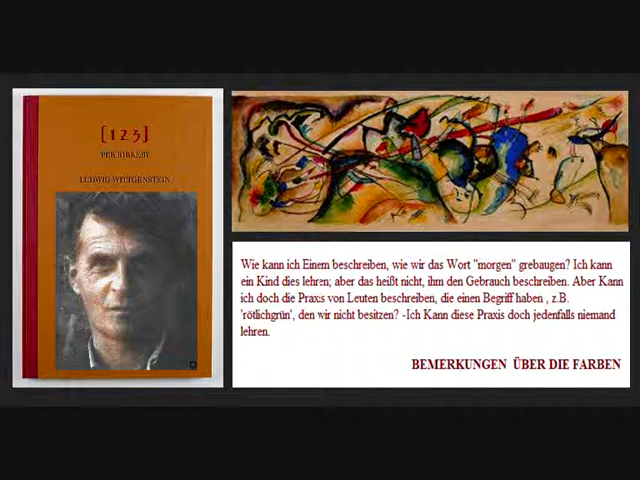 [123]
PER KIRKEBY
LUDWIG WITTGENSTEIN
Wie kann ich Einem beschreiben, wie wir das Wort "morgen" grebaugen? Ich kann
ein Kind dies lehren; aber das heißt nicht, ihm den Gebrauch beschreiben. Aber Kann
ich doch die Praxıs von Leuten beschreiben, die einen Begriff haben , z.B.
'rötlichgrün', den wir nicht besitzen? -Ich Kann diese Praxis doch jedenfalls niemand
lehren.
BEMERKUNGEN ÜBER DIE FARBEN